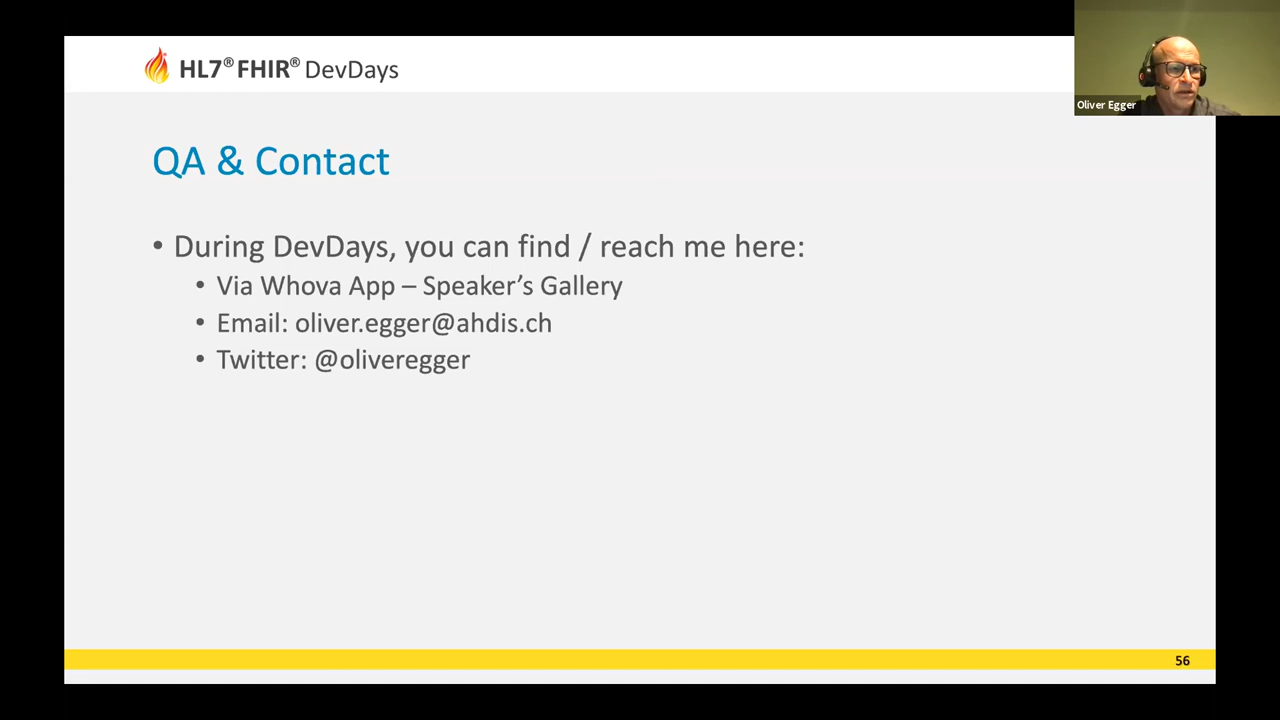 HL7® FHIR® DevDays
Oliver Egger
QA & Contact
• During DevDays, you can find / reach me here:
• Via Whova App – Speaker’s Gallery
• Email: oliver.egger@ahdis.ch
• Twitter: @oliveregger
56